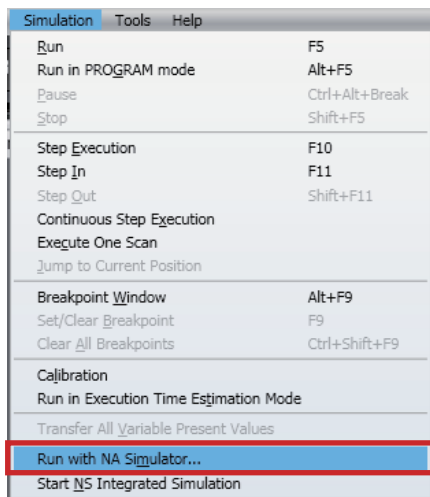 Simulation Tools Help
Run F5
Run in PROGRAM mode Alt+F5
Pause Ctrl+Alt+Break
Stop Shift+F5
Step Execution F10
Step In F11
Step Out Shift+F11
Continuous Step Execution
Execute One Scan
Jump to Current Position
Breakpoint Window Alt+F9
Set/Clear Breakpoint F9
Clear All Breakpoints Ctrl+Shift+F9
Calibration
Run in Execution Time Estimation Mode
Transfer All Variable Present Values
Run with NA Simulator...
Start NS Integrated Simulation